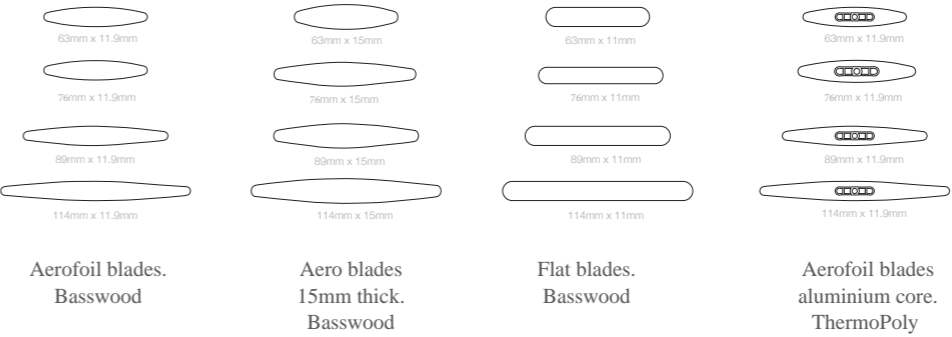 63mm x 11.9mm
63mm x 15mm
63mm x 11mm
63mm x 11.9mm
76mm x 11.9mm
76mm x 15mm
76mm x 11mm
76mm x 11.9mm
89mm x 11.9mm
89mm x 15mm
89mm x 11mm
89mm x 11.9mm
114mm x 11.9mm
114mm x 15mm
114mm x 11mm
114mm x 11.9mm
Aerofoil blades.
Basswood
Aero blades
15mm thick.
Basswood
Flat blades.
Basswood
Aerofoil blades
aluminium core.
ThermoPoly